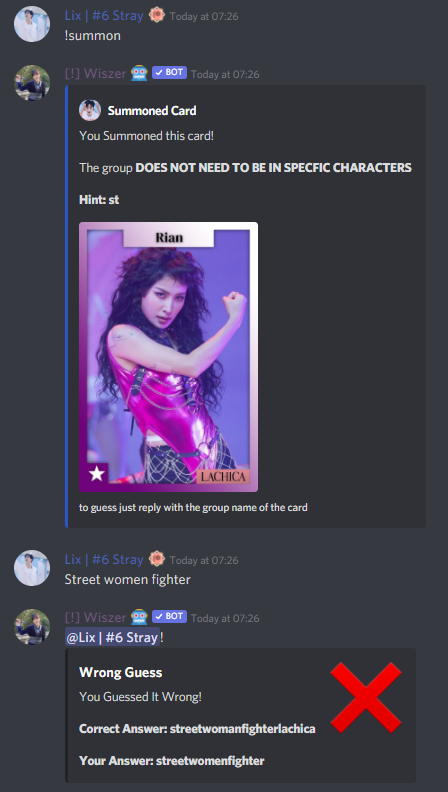 Lix | #6 Stray Today at 07:26
!summon
[!] Wiszer BOT Today at 07:26
Summoned Card
You Summoned this card!
The group DOES NOT NEED TO BE IN SPECFIC CHARACTERS
Hint: st
Rian
LACHICA
to guess just reply with the group name of the card
Lix | #6 Stray Today at 07:26
Street women fighter
[!] Wiszer BOT Today at 07:26
@Lix | #6 Stray!
Wrong Guess
You Guessed It Wrong!
Correct Answer: streetwomanfighterlachica
Your Answer: streetwomenfighter